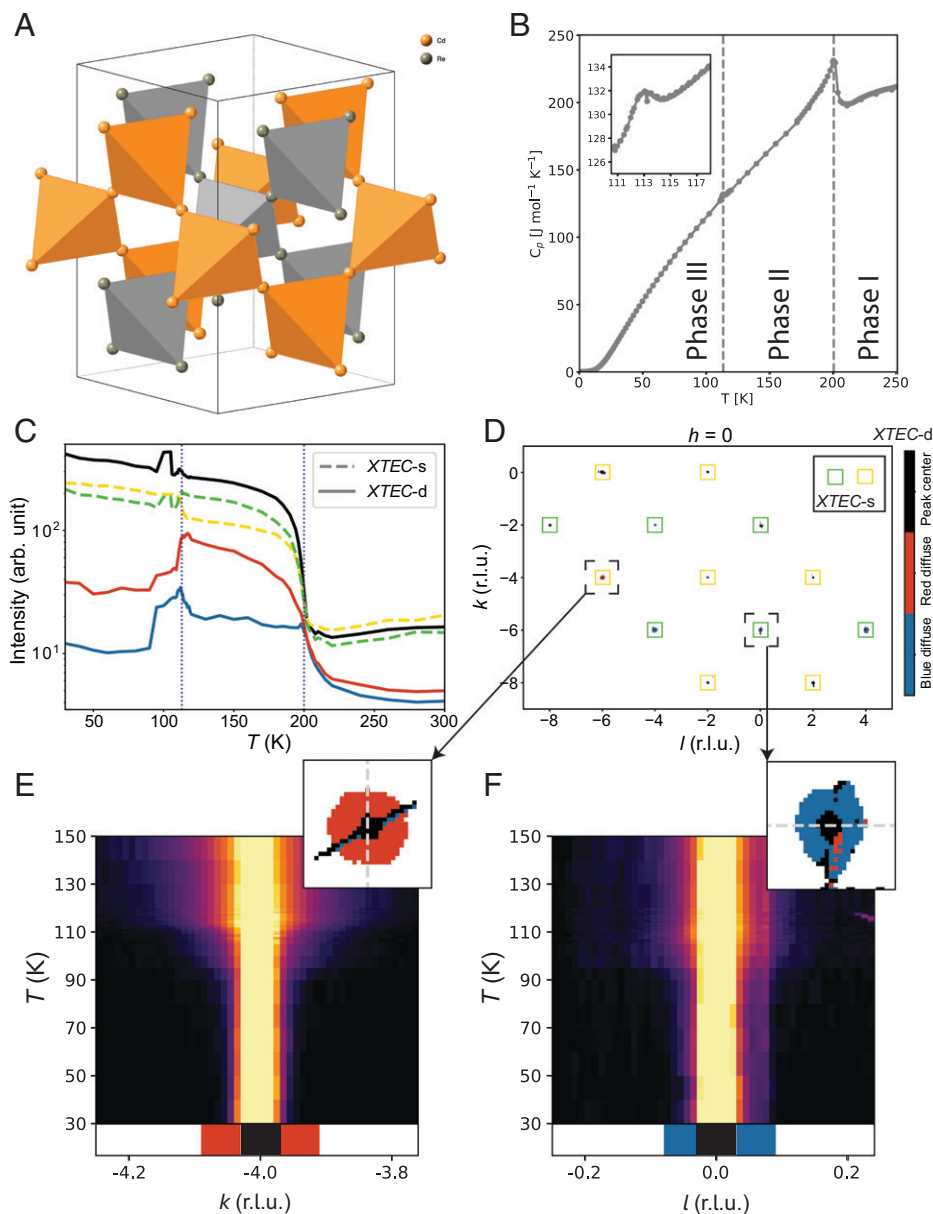 A
Cd
Re
B
250
200
150
100
50
0
C_p [J mol⁻¹ K⁻¹]
134
132
130
128
126
111
113
115
117
Phase III
Phase II
Phase I
0
50
100
150
200
250
T [K]
C
XTEC-s
XTEC-d
Intensity (arb. unit)
10²
10¹
50
100
150
200
250
300
T (K)
D
h = 0
XTEC-d
XTEC-s
Peak center
Red diffuse
Blue diffuse
k (r.l.u.)
0
−2
−4
−6
−8
-8
-6
-4
-2
0
2
4
l (r.l.u.)
E
150
130
110
90
70
50
30
T (K)
-4.2
-4.0
-3.8
k (r.l.u.)
F
150
130
110
90
70
50
30
T (K)
-0.2
0.0
0.2
l (r.l.u.)